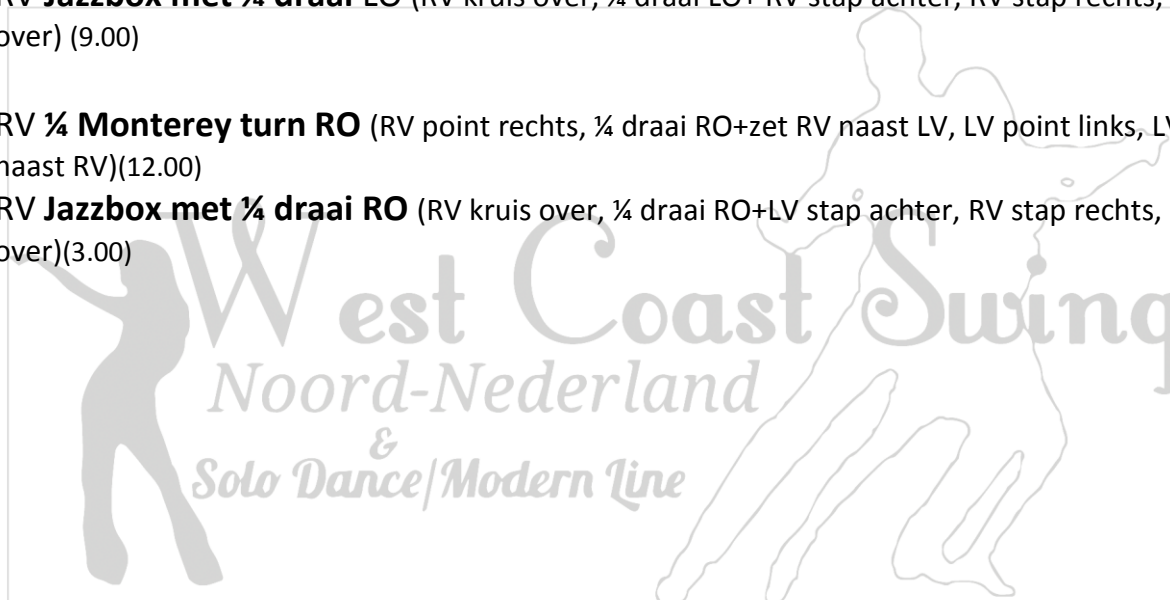 RV Jazzbox met ¼ draai LO (RV kruis over, ¼ draai LO+ RV stap achter, RV stap rechts,
over) (9.00)
RV ¼ Monterey turn RO (RV point rechts, ¼ draai RO+zet RV naast LV, LV point links, LV
naast RV)(12.00)
RV Jazzbox met ¼ draai RO (RV kruis over, ¼ draai RO+LV stap achter, RV stap rechts,
over)(3.00)
West Coast Swing
Noord-Nederland
&
Solo Dance/Modern Line